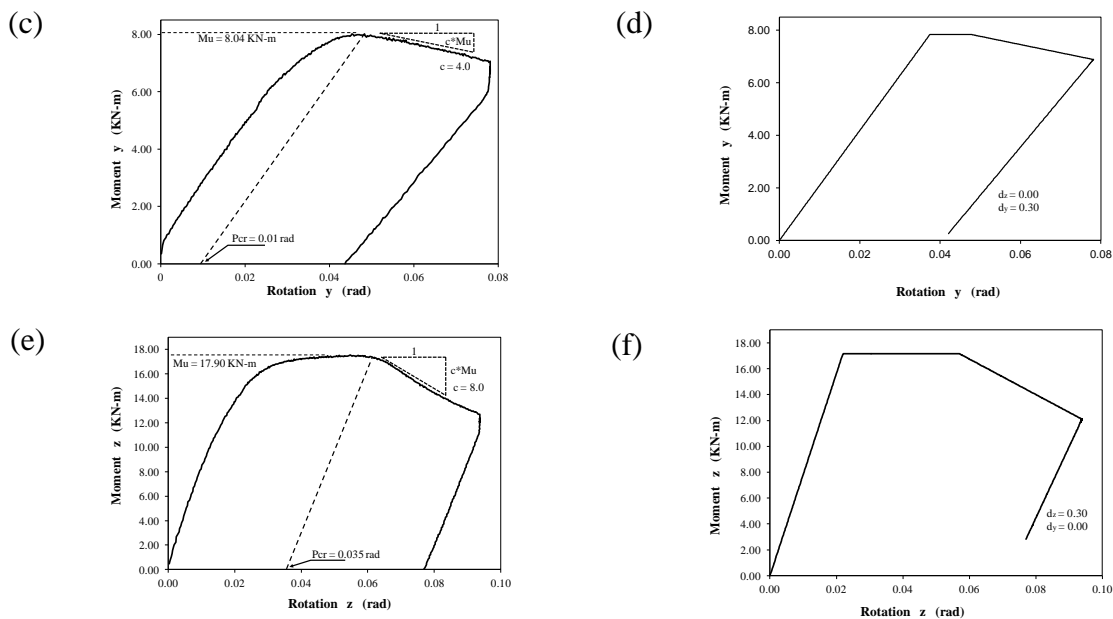 (c)
8.00
6.00
4.00
2.00
0.00
Moment y (KN-m)
Mu = 8.04 KN-m
1
c*Mu
c = 4.0
Pcr = 0.01 rad
0
0.02
0.04
0.06
0.08
Rotation y (rad)
(d)
8.00
6.00
4.00
2.00
0.00
Moment y (KN-m)
dz = 0.00
dy = 0.30
0.00
0.02
0.04
0.06
0.08
Rotation y (rad)
(e)
18.00
16.00
14.00
12.00
10.00
8.00
6.00
4.00
2.00
0.00
Moment z (KN-m)
Mu = 17.90 KN-m
1
c*Mu
c = 8.0
Pcr = 0.035 rad
0.00
0.02
0.04
0.06
0.08
0.10
Rotation z (rad)
(f)
18.00
16.00
14.00
12.00
10.00
8.00
6.00
4.00
2.00
0.00
Moment z (KN-m)
dz = 0.30
dy = 0.00
0.00
0.02
0.04
0.06
0.08
0.10
Rotation z (rad)